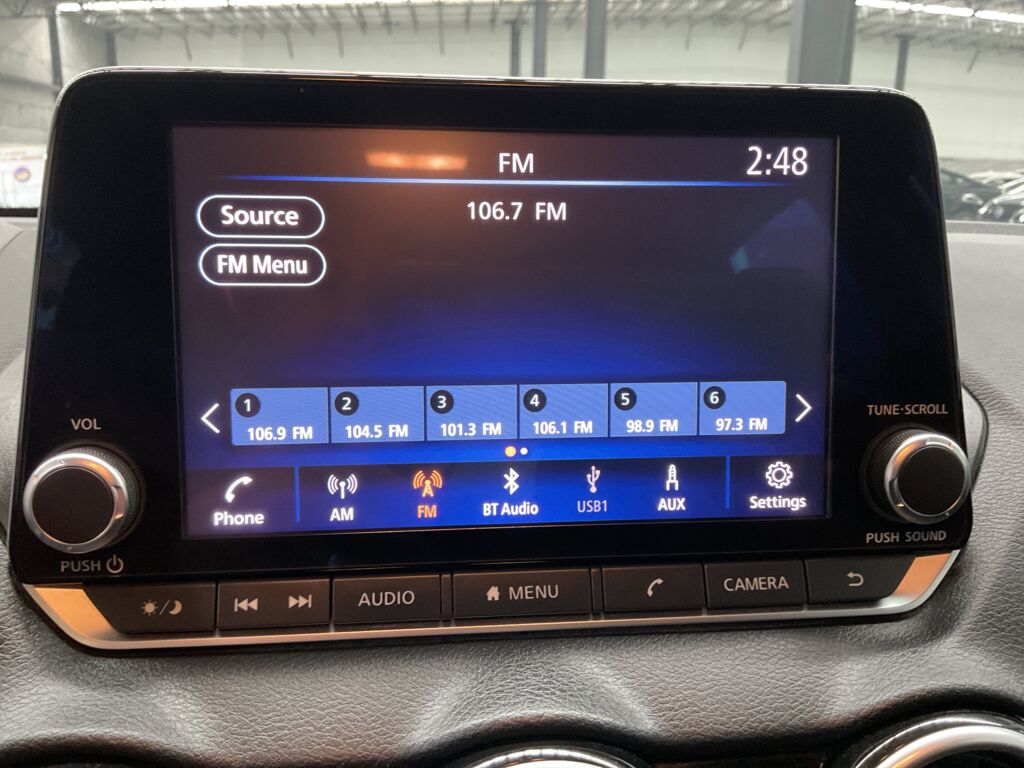 FM
2:48
Source
106.7 FM
FM Menu
1 2 3 4 5 6
106.9 FM 104.5 FM 101.3 FM 106.1 FM 98.9 FM 97.3 FM
VOL
TUNE·SCROLL
Phone AM FM BT Audio USB1 AUX Settings
PUSH
PUSH SOUND
AUDIO MENU CAMERA